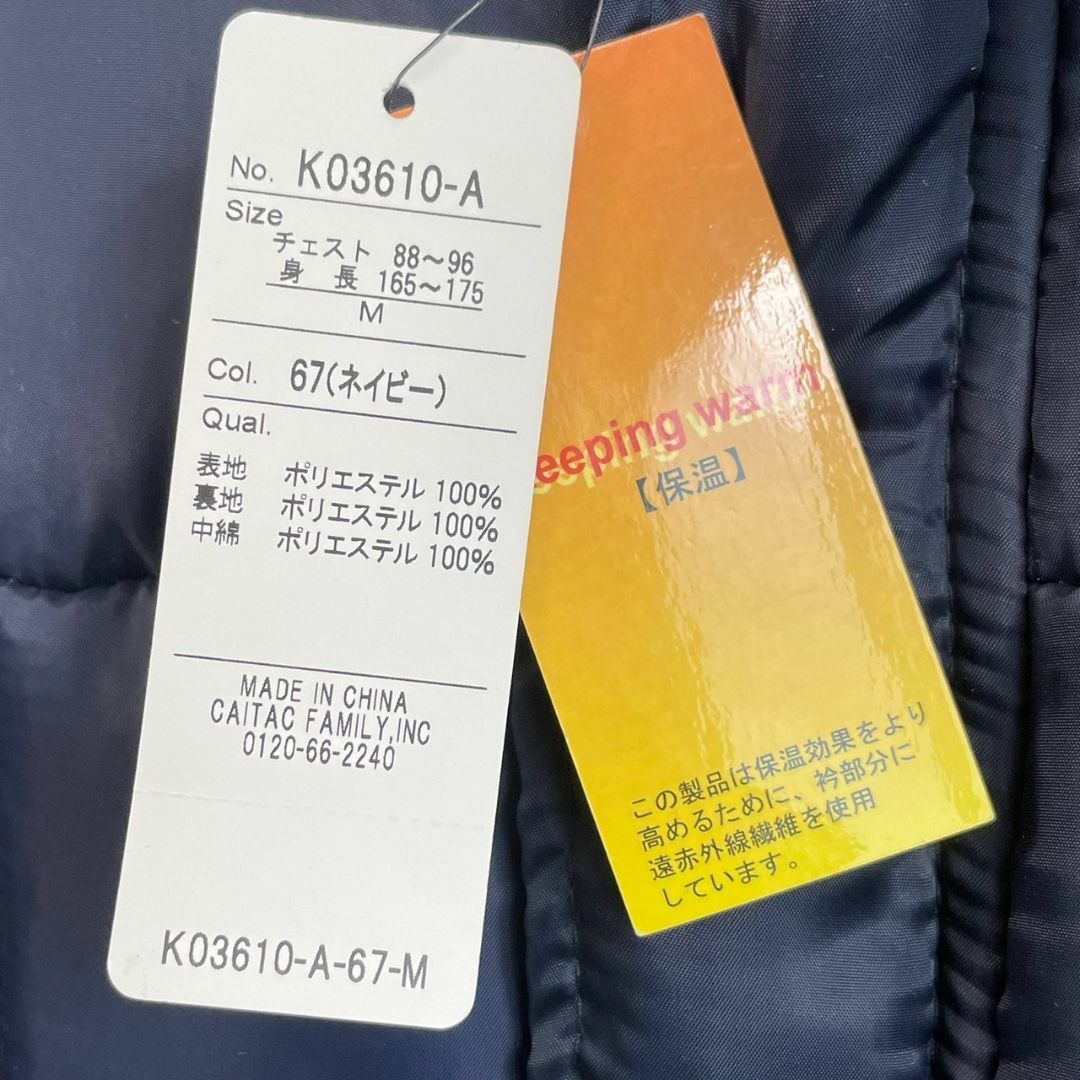 No. K03610-A
Size
チェスト 88～96
身 長 165～175
M
Col. 67(ネイビー)
Qual.
表地 ポリエステル 100%
裏地 ポリエステル 100%
中綿 ポリエステル 100%
MADE IN CHINA
CAITAC FAMILY,INC
0120-66-2240
K03610-A-67-M
keeping warm
【保温】
この製品は保温効果をより
高めるために、衿部分に
遠赤外線繊維を使用
しています。